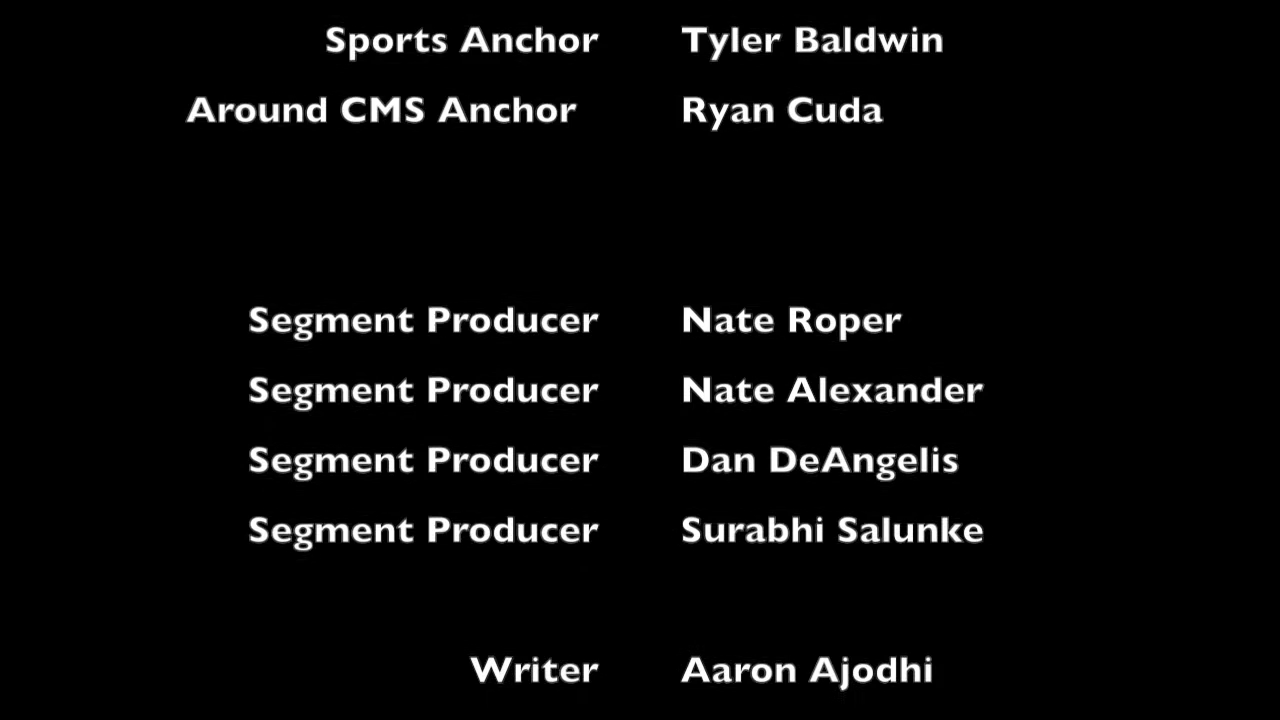 Sports Anchor Tyler Baldwin
Around CMS Anchor Ryan Cuda
Segment Producer Nate Roper
Segment Producer Nate Alexander
Segment Producer Dan DeAngelis
Segment Producer Surabhi Salunke
Writer Aaron Ajodhi